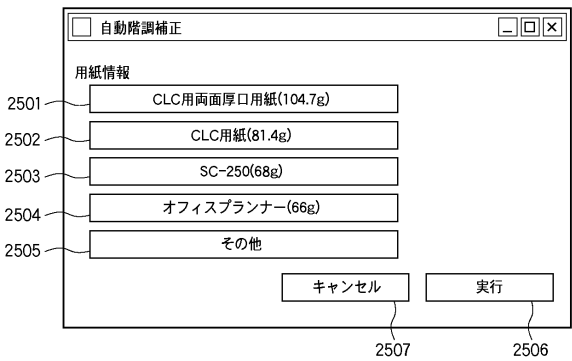 自動階調補正
用紙情報
2501 CLC用両面厚口用紙(104.7g)
2502 CLC用紙(81.4g)
2503 SC-250(68g)
2504 オフィスプランナー(66g)
2505 その他
キャンセル 実行
2507 2506